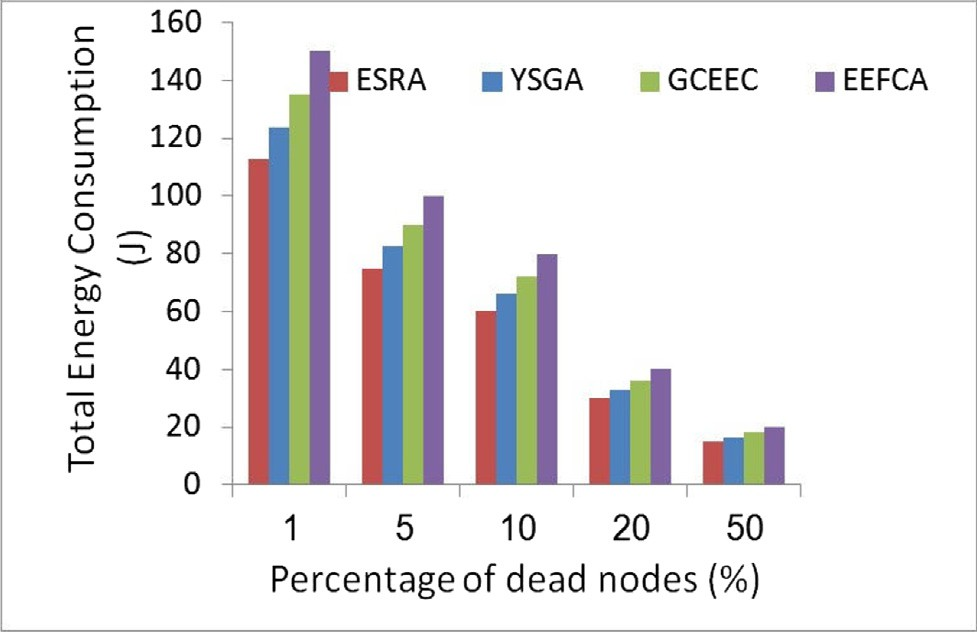 Total Energy Consumption
(J)
160
140
120
100
80
60
40
20
0
ESRA YSGA GCEEC EEFCA
1 5 10 20 50
Percentage of dead nodes (%)